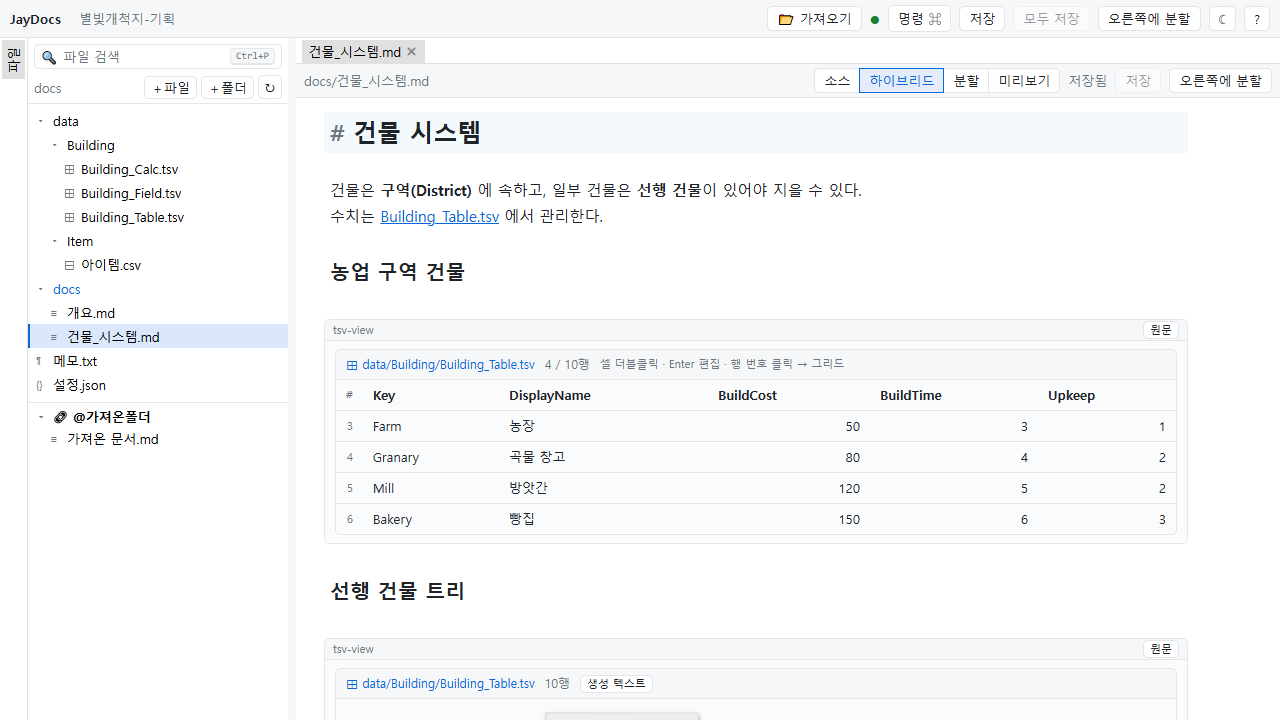 JayDocs 별빛개척지-기획 가져오기 명령 ⌘ 저장 모두 저장 오른쪽에 분할 ?
파일
파일 검색 Ctrl+P
docs +파일 +폴더 ↻
data
Building
Building_Calc.tsv
Building_Field.tsv
Building_Table.tsv
Item
아이템.csv
docs
개요.md
건물_시스템.md
메모.txt
설정.json
@가져온폴더
가져온 문서.md
건물_시스템.md ✕
docs/건물_시스템.md 소스 하이브리드 분할 미리보기 저장됨 저장 오른쪽에 분할
# 건물 시스템
건물은 구역(District) 에 속하고, 일부 건물은 선행 건물이 있어야 지을 수 있다.
수치는 Building_Table.tsv 에서 관리한다.
농업 구역 건물
tsv-view 원문
data/Building/Building_Table.tsv 4 / 10행 셀 더블클릭 · Enter 편집 · 행 번호 클릭 → 그리드
# Key DisplayName BuildCost BuildTime Upkeep
3 Farm 농장 50 3 1
4 Granary 곡물 창고 80 4 2
5 Mill 방앗간 120 5 2
6 Bakery 빵집 150 6 3
선행 건물 트리
tsv-view 원문
data/Building/Building_Table.tsv 10행 생성 텍스트